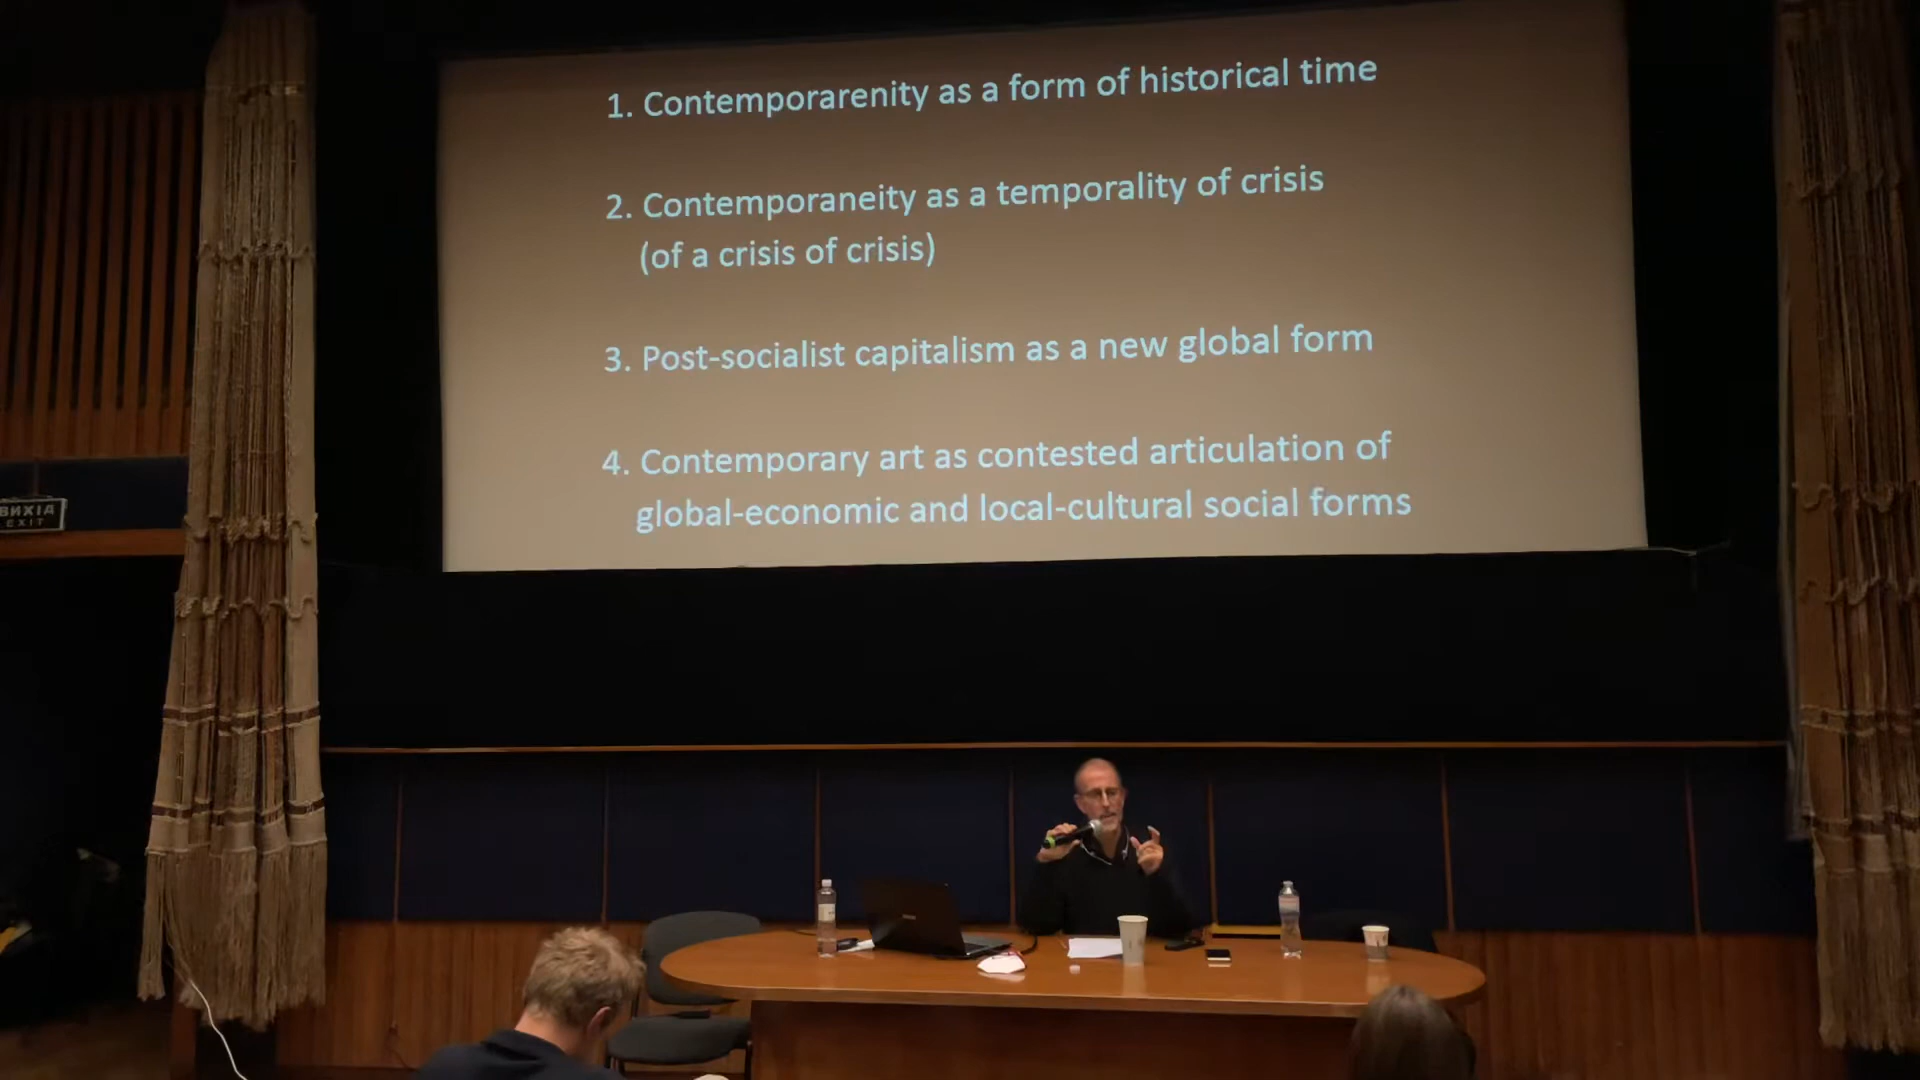 1. Contemporarenity as a form of historical time
2. Contemporaneity as a temporality of crisis
(of a crisis of crisis)
3. Post-socialist capitalism as a new global form
4. Contemporary art as contested articulation of
global-economic and local-cultural social forms
ВИХІД
EXIT